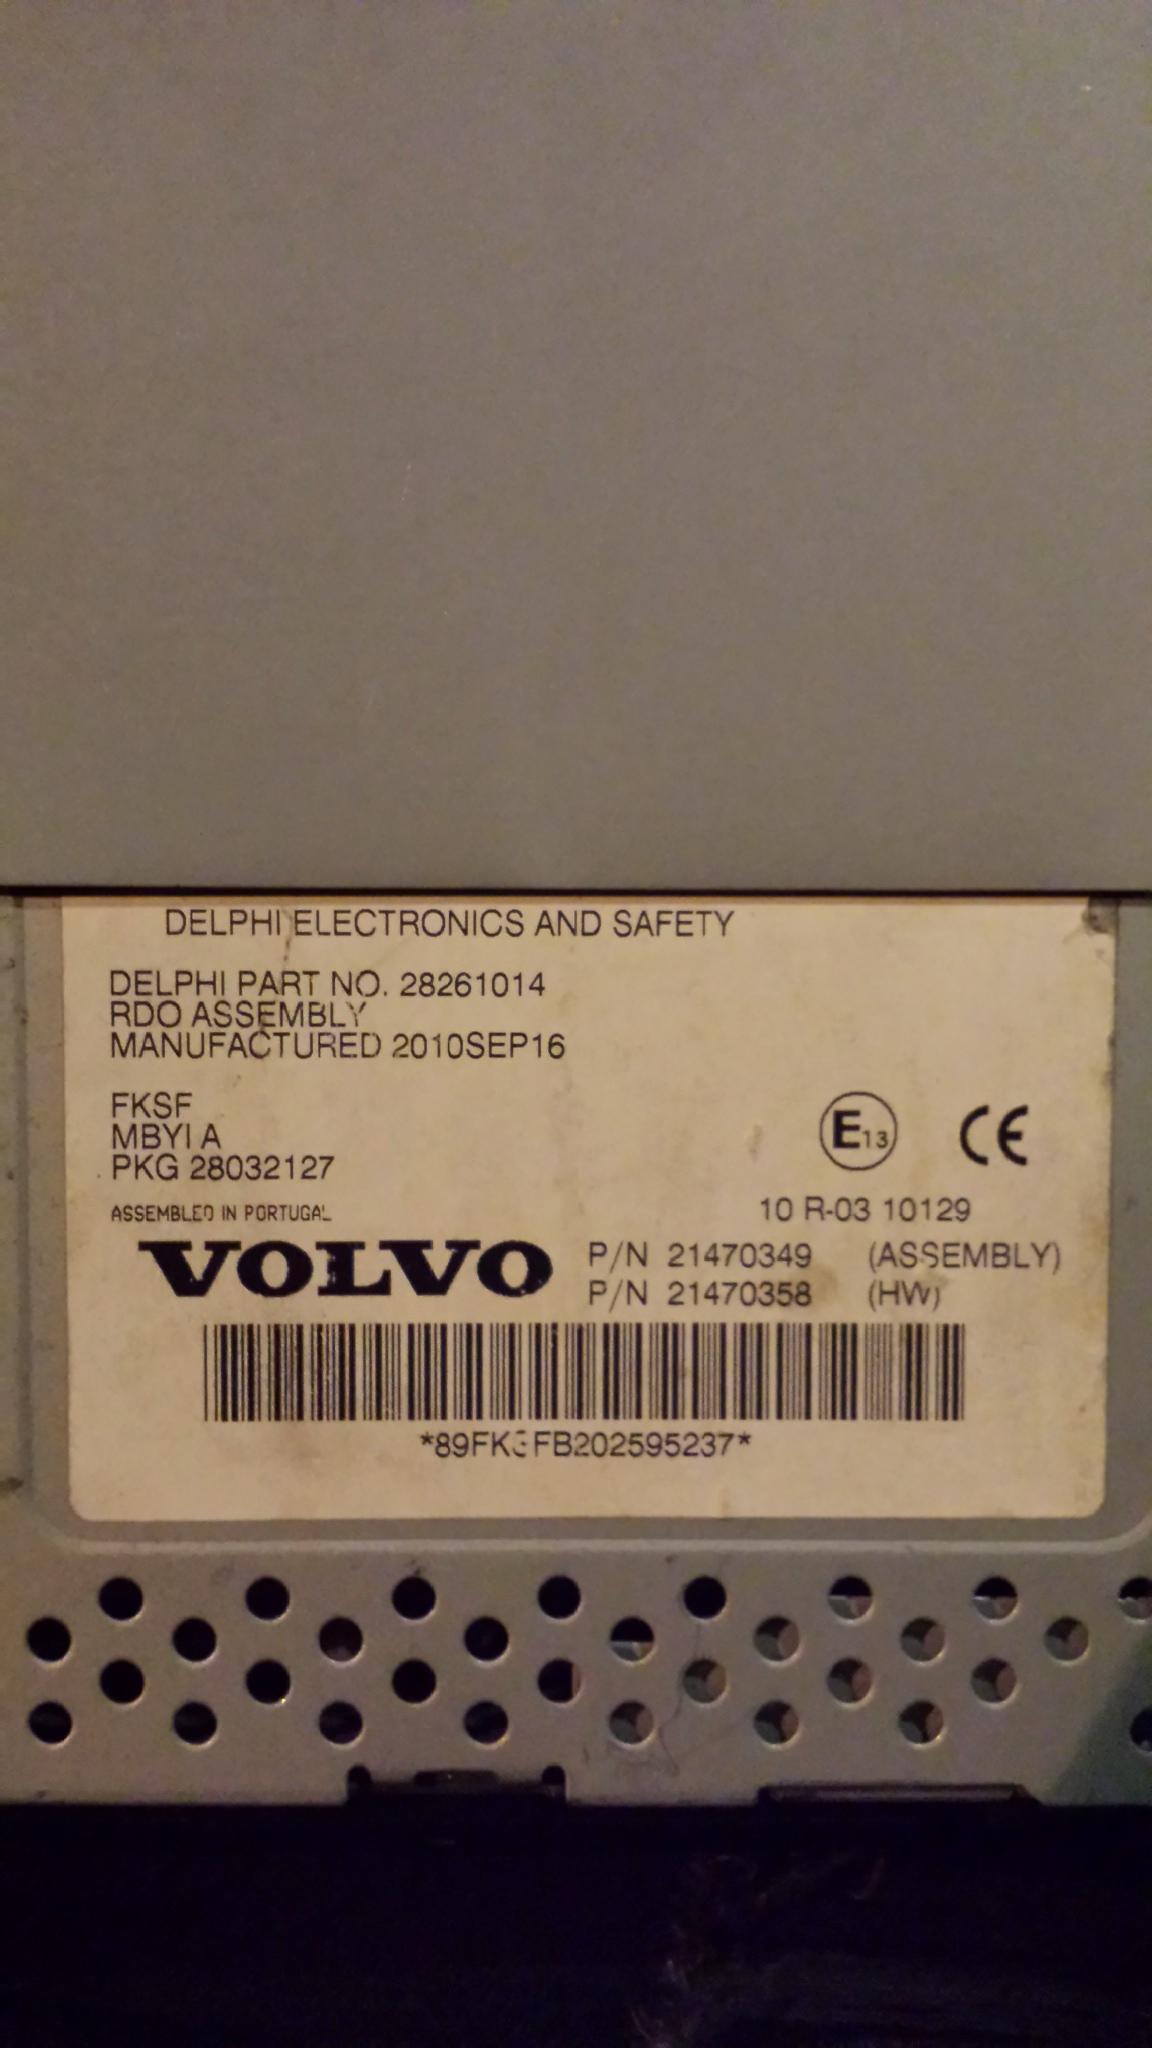 DELPHI ELECTRONICS AND SAFETY
DELPHI PART NO. 28261014
RDO ASSEMBLY
MANUFACTURED 2010SEP16
FKSF
MBYI A
PKG 28032127
E13 CE
ASSEMBLED IN PORTUGAL
10 R-03 10129
VOLVO
P/N 21470349 (ASSEMBLY)
P/N 21470358 (HW)